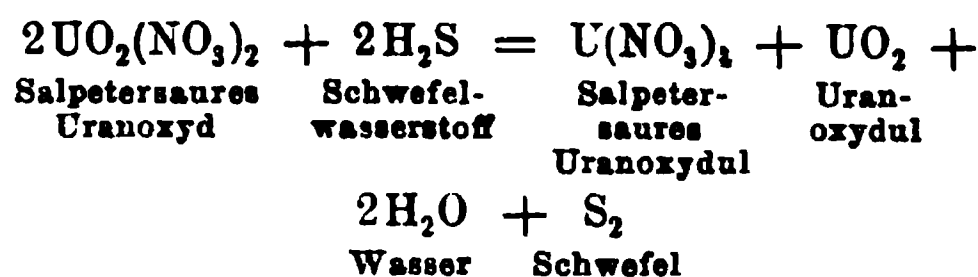 2UO₂(NO₃)₂ + 2H₂S = U(NO₃)₄ + UO₂ +
Salpetersaures Schwefel- Salpeter- Uran-
Uranoxyd wasserstoff saures oxydul
Uranoxydul
2H₂O + S₂
Wasser Schwefel